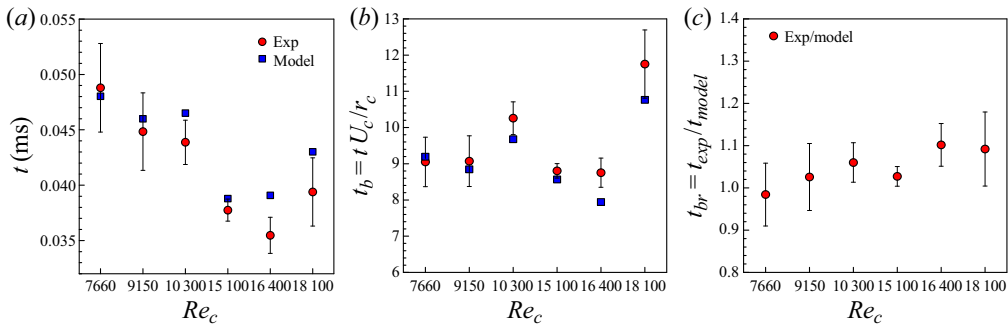 (a)
0.055
0.050
0.045
0.040
0.035
t (ms)
Exp
Model
7660 9150 10 300 15 100 16 400 18 100
Re_c
(b)
13
12
11
10
9
8
7
6
t_b = t U_c/r_c
7660 9150 10 300 15 100 16 400 18 100
Re_c
(c)
1.4
1.3
1.2
1.1
1.0
0.9
0.8
t_br = t_exp/t_model
Exp/model
7660 9150 10 300 15 100 16 400 18 100
Re_c